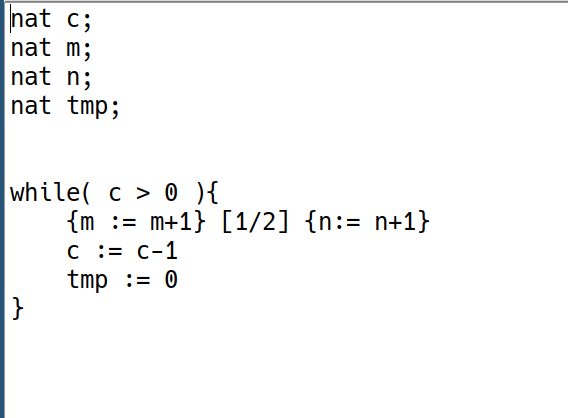 nat c;
nat m;
nat n;
nat tmp;
while( c > 0 ){
    {m := m+1} [1/2] {n:= n+1}
    c := c-1
    tmp := 0
}